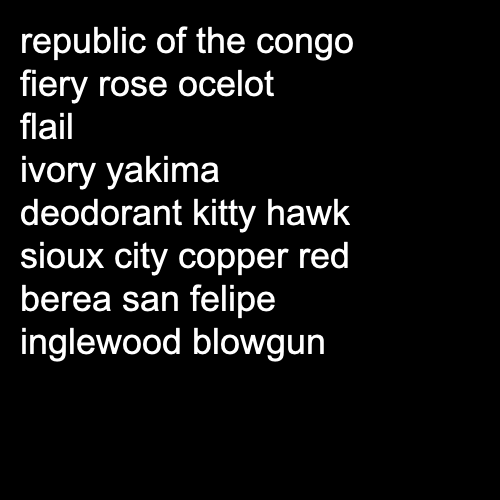 republic of the congo
fiery rose ocelot
flail
ivory yakima
deodorant kitty hawk
sioux city copper red
berea san felipe
inglewood blowgun